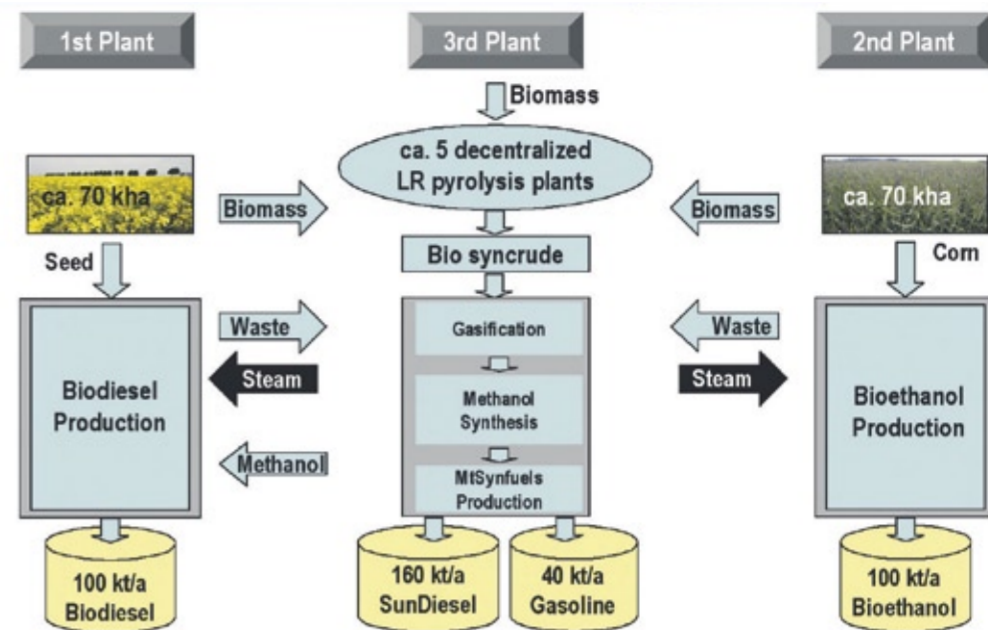 1st Plant
3rd Plant
2nd Plant
Biomass
ca. 5 decentralized
LR pyrolysis plants
ca. 70 kha
ca. 70 kha
Biomass
Biomass
Seed
Bio syncrude
Corn
Waste
Gasification
Waste
Steam
Steam
Biodiesel
Production
Methanol
Synthesis
Bioethanol
Production
Methanol
MtSynfuels
Production
100 kt/a
Biodiesel
160 kt/a
SunDiesel
40 kt/a
Gasoline
100 kt/a
Bioethanol